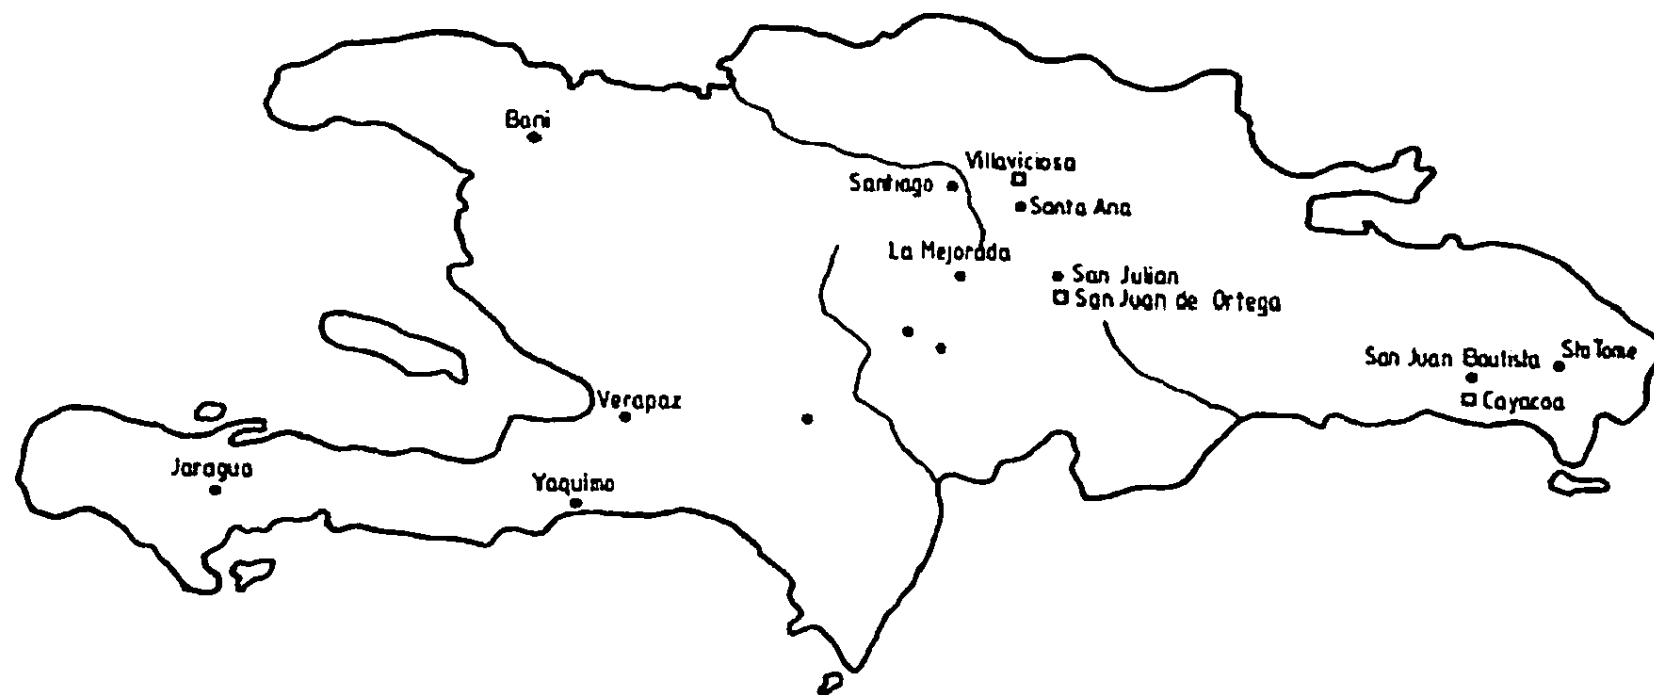 Bani
Villaviciosa
Santiago
Santa Ana
La Mejorada
San Julian
San Juan de Ortega
San Juan Bautista
Sto Tome
Cayacoa
Verapaz
Jaragua
Yaquimo